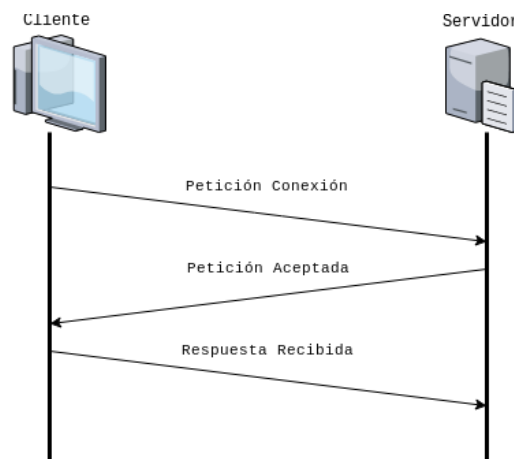 Cliente
Servidor
Petición Conexión
Petición Aceptada
Respuesta Recibida